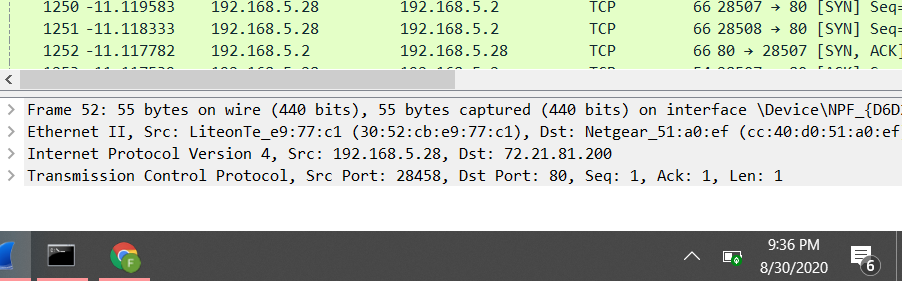 1250 -11.119583 192.168.5.28 192.168.5.2 TCP 66 28507 → 80 [SYN] Seq=
1251 -11.118333 192.168.5.28 192.168.5.2 TCP 66 28508 → 80 [SYN] Seq=
1252 -11.117782 192.168.5.2 192.168.5.28 TCP 66 80 → 28507 [SYN, ACK]
Frame 52: 55 bytes on wire (440 bits), 55 bytes captured (440 bits) on interface \Device\NPF_{D6D
Ethernet II, Src: LiteonTe_e9:77:c1 (30:52:cb:e9:77:c1), Dst: Netgear_51:a0:ef (cc:40:d0:51:a0:ef
Internet Protocol Version 4, Src: 192.168.5.28, Dst: 72.21.81.200
Transmission Control Protocol, Src Port: 28458, Dst Port: 80, Seq: 1, Ack: 1, Len: 1
F
9:36 PM
8/30/2020
6